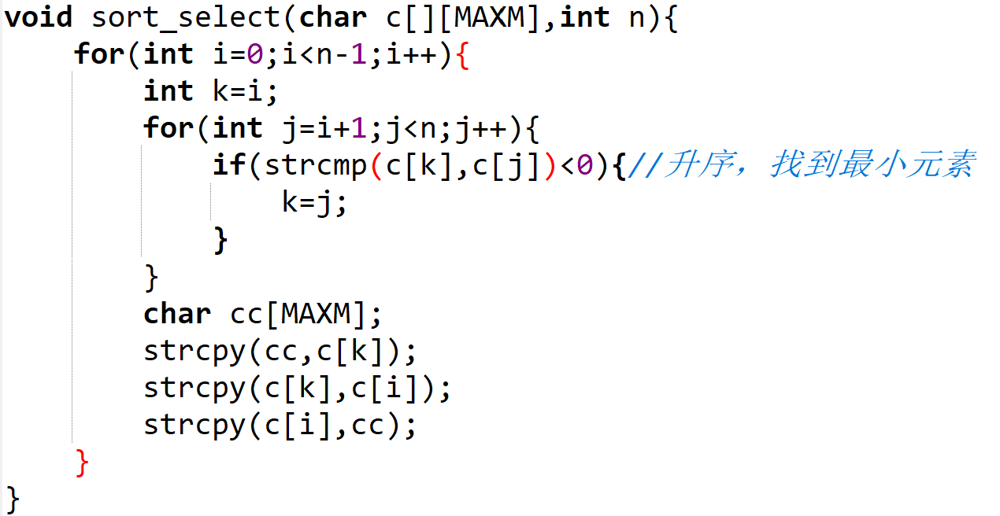 void sort_select(char c[][MAXM],int n){
    for(int i=0;i<n-1;i++){
        int k=i;
        for(int j=i+1;j<n;j++){
            if(strcmp(c[k],c[j])<0){//升序，找到最小元素
                k=j;
            }
        }
        char cc[MAXM];
        strcpy(cc,c[k]);
        strcpy(c[k],c[i]);
        strcpy(c[i],cc);
    }
}